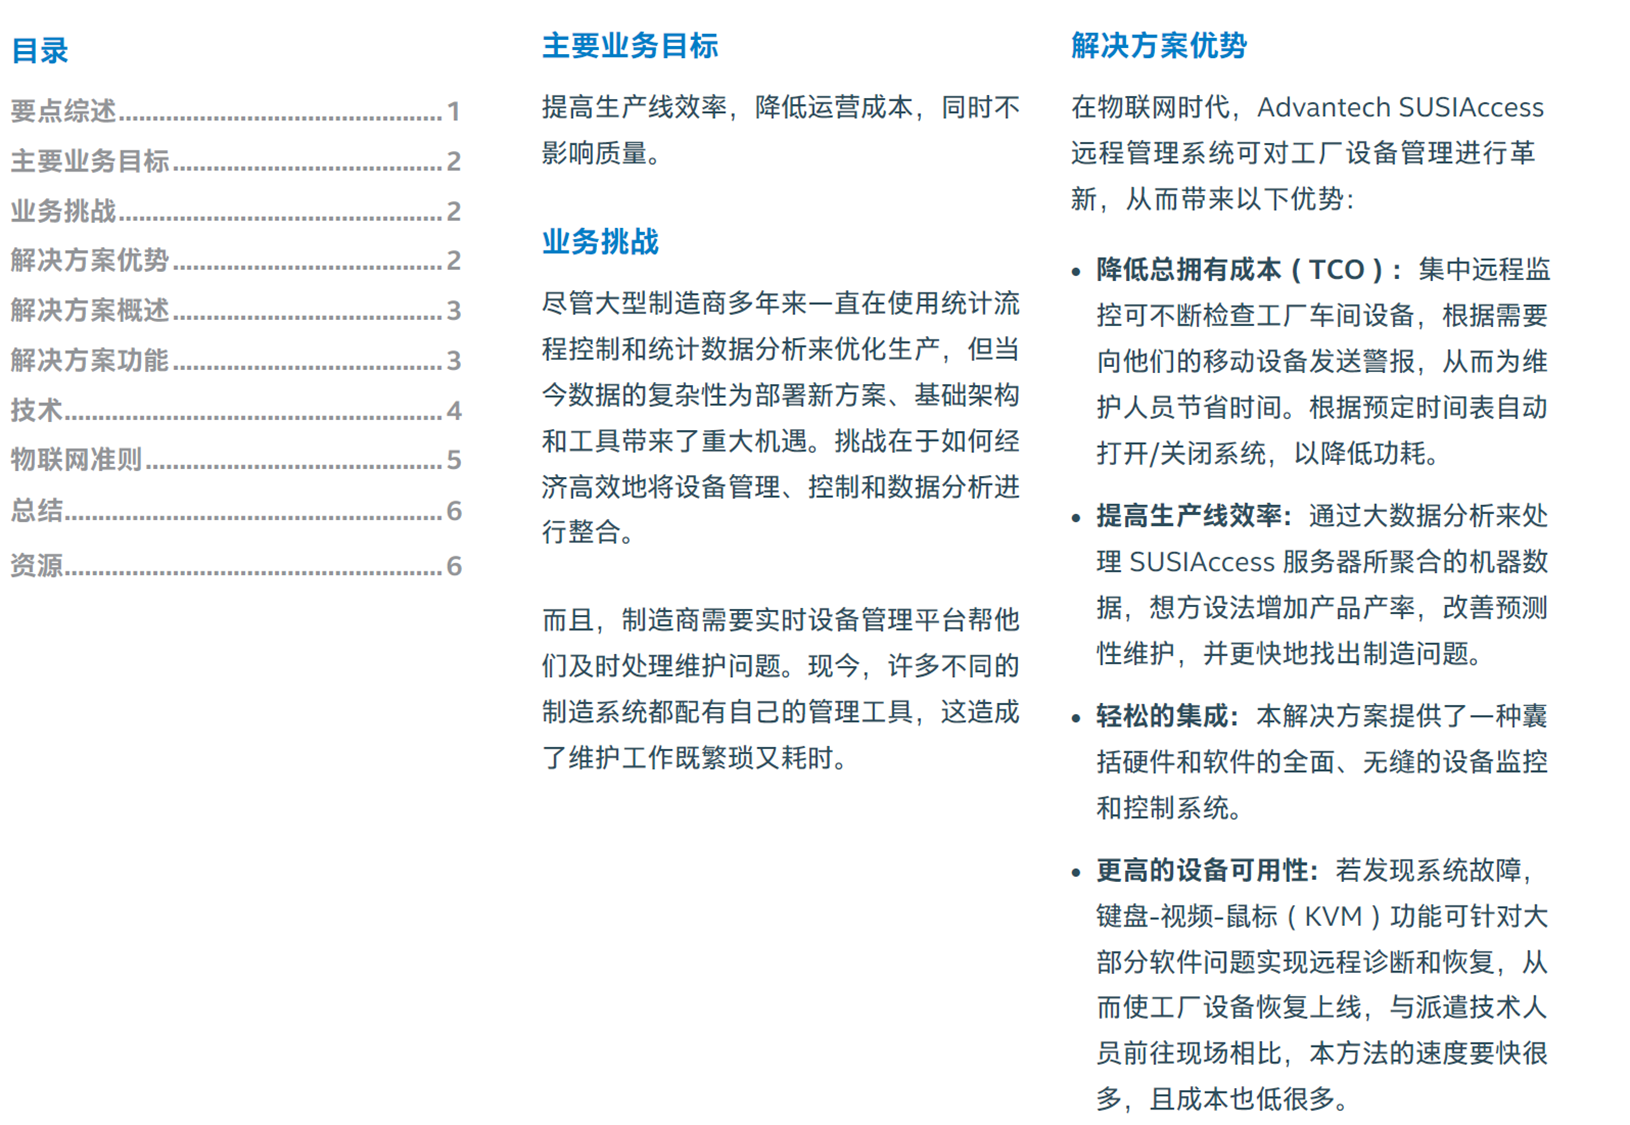 目录
要点综述.................................................1
主要业务目标.........................................2
业务挑战.................................................2
解决方案优势.........................................2
解决方案概述.........................................3
解决方案功能.........................................3
技术.........................................................4
物联网准则.............................................5
总结.........................................................6
资源.........................................................6
主要业务目标
提高生产线效率，降低运营成本，同时不
影响质量。
业务挑战
尽管大型制造商多年来一直在使用统计流
程控制和统计数据分析来优化生产，但当
今数据的复杂性为部署新方案、基础架构
和工具带来了重大机遇。挑战在于如何经
济高效地将设备管理、控制和数据分析进
行整合。
而且，制造商需要实时设备管理平台帮他
们及时处理维护问题。现今，许多不同的
制造系统都配有自己的管理工具，这造成
了维护工作既繁琐又耗时。
解决方案优势
在物联网时代，Advantech SUSIAccess
远程管理系统可对工厂设备管理进行革
新，从而带来以下优势：
• 降低总拥有成本（TCO）：集中远程监
控可不断检查工厂车间设备，根据需要
向他们的移动设备发送警报，从而为维
护人员节省时间。根据预定时间表自动
打开/关闭系统，以降低功耗。
• 提高生产线效率：通过大数据分析来处
理 SUSIAccess 服务器所聚合的机器数
据，想方设法增加产品产率，改善预测
性维护，并更快地找出制造问题。
• 轻松的集成：本解决方案提供了一种囊
括硬件和软件的全面、无缝的设备监控
和控制系统。
• 更高的设备可用性：若发现系统故障，
键盘-视频-鼠标（KVM）功能可针对大
部分软件问题实现远程诊断和恢复，从
而使工厂设备恢复上线，与派遣技术人
员前往现场相比，本方法的速度要快很
多，且成本也低很多。